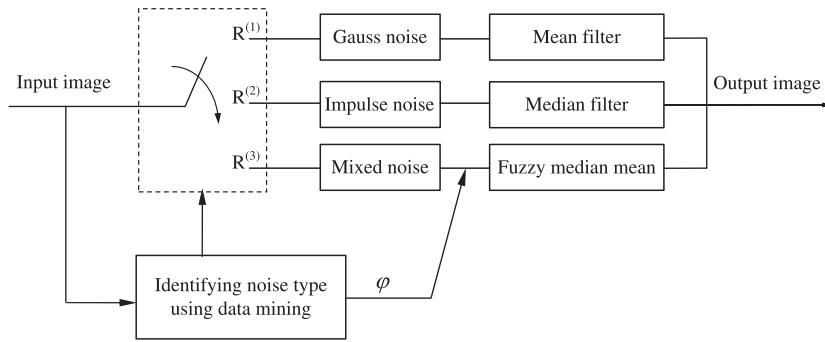 R(1) Gauss noise Mean filter
Input image Output image
R(2) Impulse noise Median filter
R(3) Mixed noise Fuzzy median mean
Identifying noise type
using data mining
φ